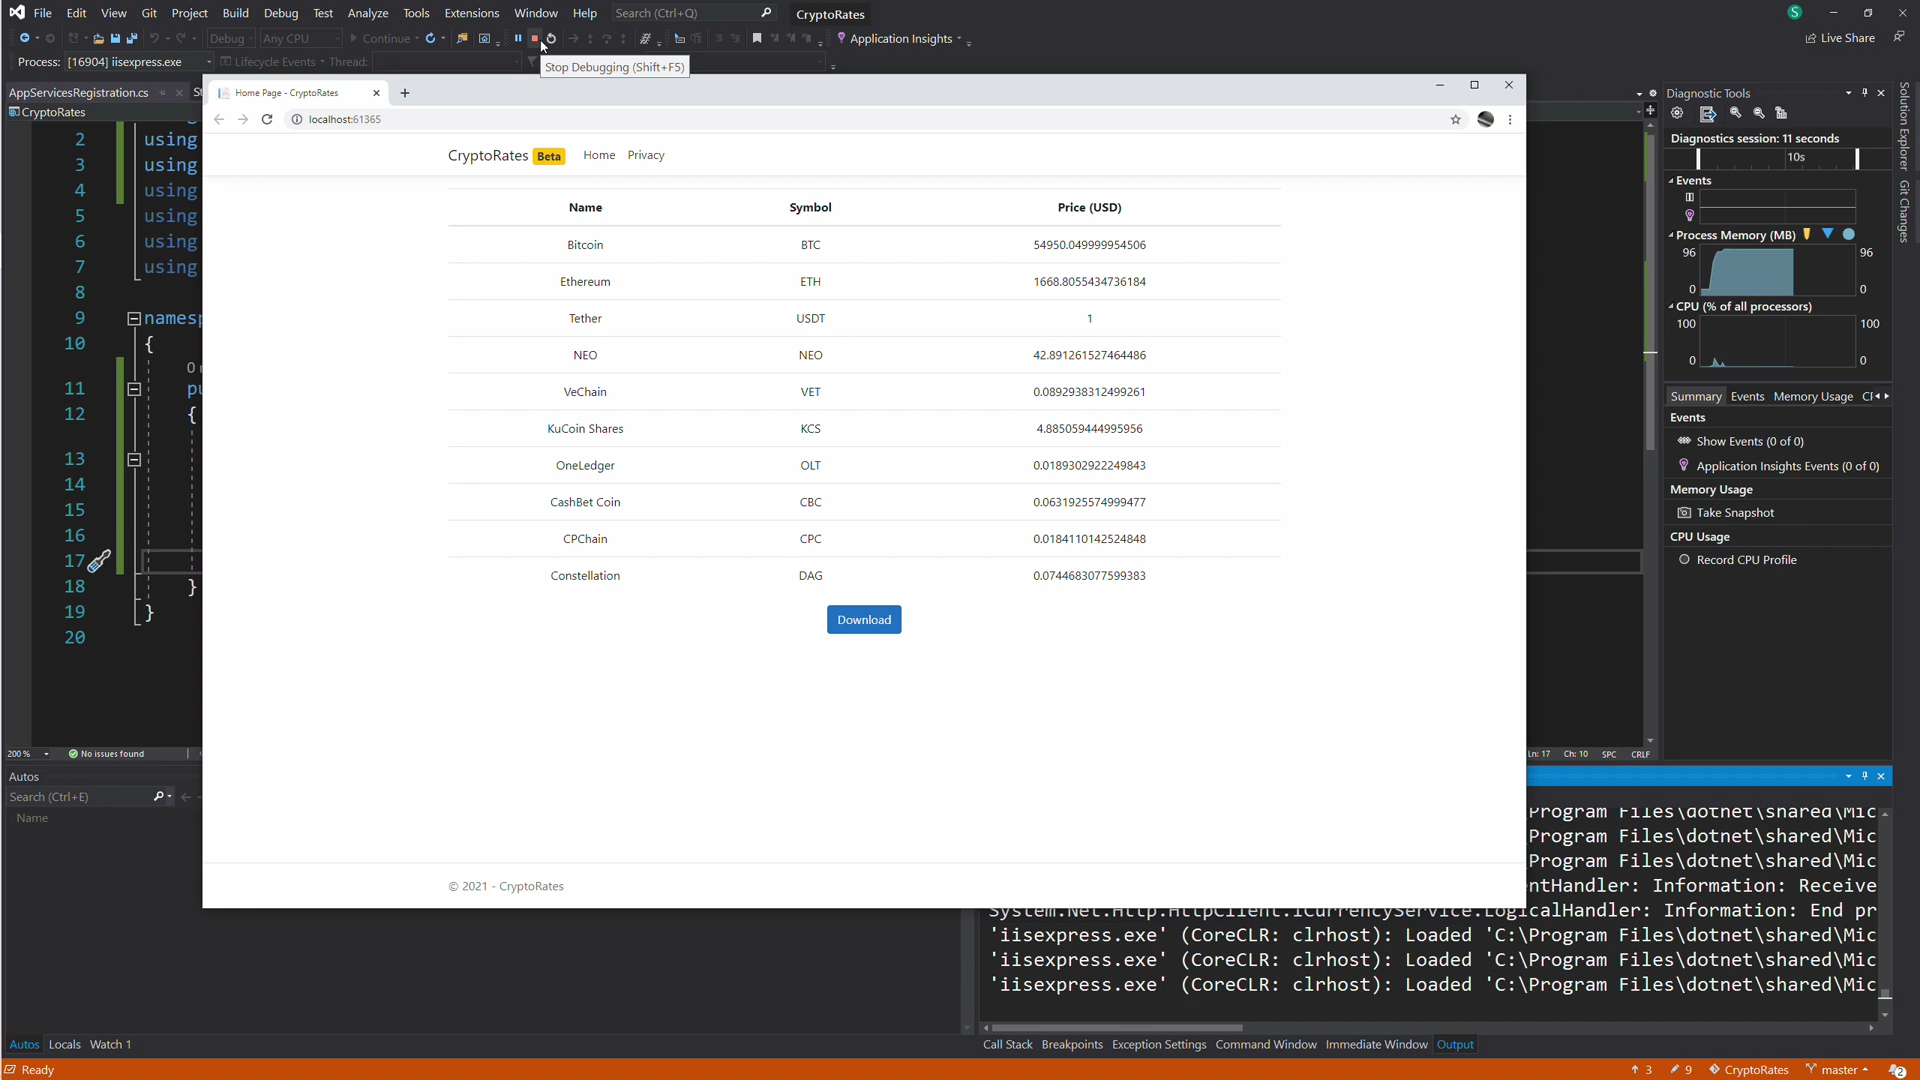 File Edit View Git Project Build Debug Test Analyze Tools Extensions Window Help Search (Ctrl+Q) CryptoRates S
Debug Any CPU Continue Application Insights Live Share
Process: [16904] iisexpress.exe Lifecycle Events Thread:
Stop Debugging (Shift+F5)
AppServicesRegistration.cs
CryptoRates
2 using
3 using
4 using
5 using
6 using
7 using
8
9 namesp
10 {
0
11 pu
12 {
13
14
15
16
17
18 }
19 }
20
200 % No issues found
Home Page - CryptoRates
localhost:61365
CryptoRates Beta Home Privacy
Name Symbol Price (USD)
Bitcoin BTC 54950.049999954506
Ethereum ETH 1668.8055434736184
Tether USDT 1
NEO NEO 42.891261527464486
VeChain VET 0.0892938312499261
KuCoin Shares KCS 4.885059444995956
OneLedger OLT 0.0189302922249843
CashBet Coin CBC 0.0631925574999477
CPChain CPC 0.0184110142524848
Constellation DAG 0.0744683077599383
Download
© 2021 - CryptoRates
Diagnostic Tools
Diagnostics session: 11 seconds
10s
Events
Process Memory (MB)
96 96
0 0
CPU (% of all processors)
100 100
0 0
Summary Events Memory Usage
Events
Show Events (0 of 0)
Application Insights Events (0 of 0)
Memory Usage
Take Snapshot
CPU Usage
Record CPU Profile
Solution Explorer
Git Changes
Ln: 17 Ch: 10 SPC CRLF
Autos
Search (Ctrl+E)
Name
Program Files\dotnet\shared\Mic
Program Files\dotnet\shared\Mic
Program Files\dotnet\shared\Mic
ntHandler: Information: Receive
System.Net.Http.HttpClient.ICurrencyService.LogicalHandler: Information: End pr
'iisexpress.exe' (CoreCLR: clrhost): Loaded 'C:\Program Files\dotnet\shared\Mic
'iisexpress.exe' (CoreCLR: clrhost): Loaded 'C:\Program Files\dotnet\shared\Mic
'iisexpress.exe' (CoreCLR: clrhost): Loaded 'C:\Program Files\dotnet\shared\Mic
Autos Locals Watch 1
Call Stack Breakpoints Exception Settings Command Window Immediate Window Output
Ready 3 9 CryptoRates master 2